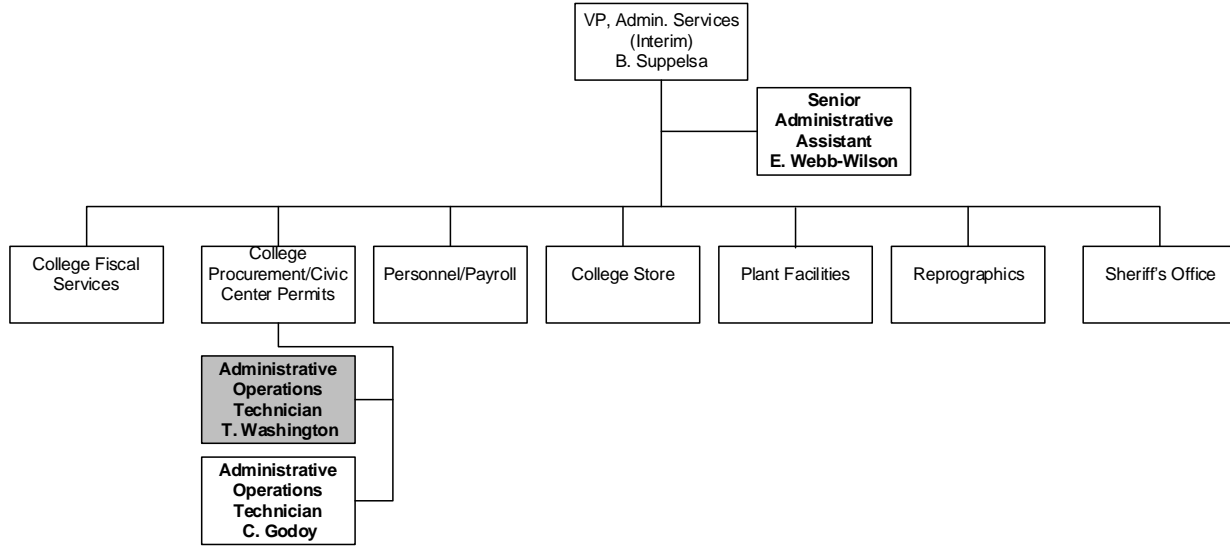 VP, Admin. Services
(Interim)
B. Suppelsa
Senior
Administrative
Assistant
E. Webb-Wilson
College Fiscal
Services
College
Procurement/Civic
Center Permits
Personnel/Payroll
College Store
Plant Facilities
Reprographics
Sheriff's Office
Administrative
Operations
Technician
T. Washington
Administrative
Operations
Technician
C. Godoy